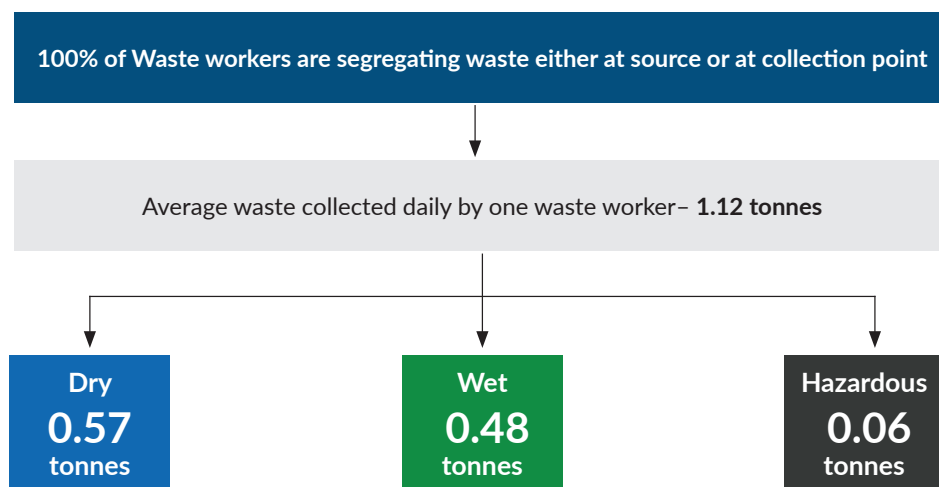 100% of Waste workers are segregating waste either at source or at collection point
Average waste collected daily by one waste worker– 1.12 tonnes
Dry
0.57
tonnes
Wet
0.48
tonnes
Hazardous
0.06
tonnes